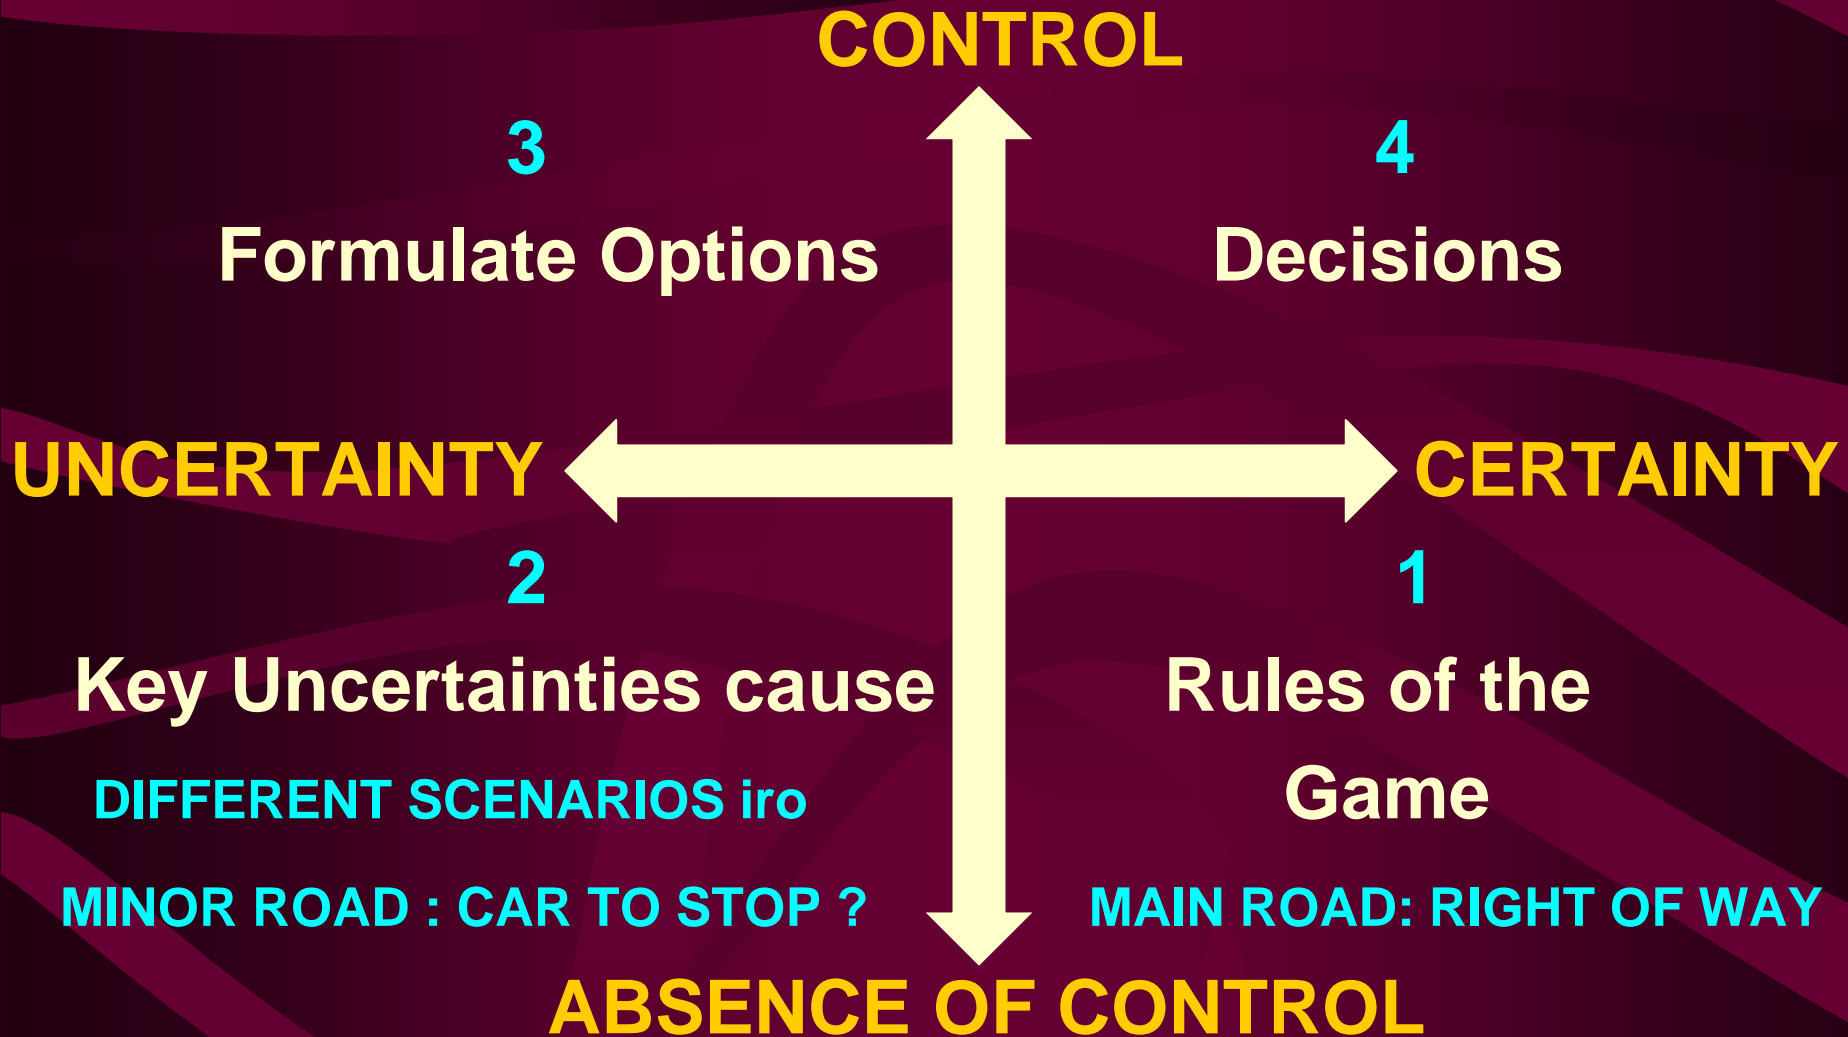 CONTROL
3
4
Formulate Options
Decisions
UNCERTAINTY
CERTAINTY
2
1
Key Uncertainties cause
Rules of the
DIFFERENT SCENARIOS iro
Game
MINOR ROAD : CAR TO STOP ?
MAIN ROAD: RIGHT OF WAY
ABSENCE OF CONTROL